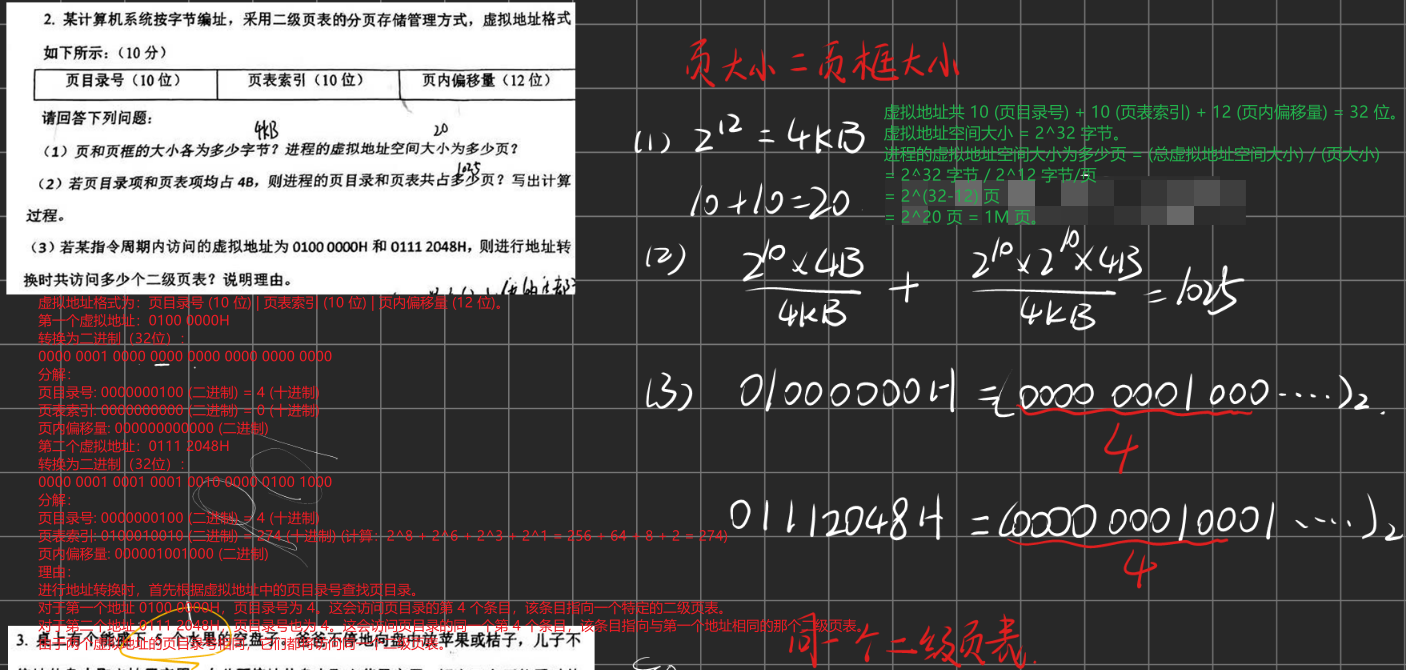 2. 某计算机系统按字节编址，采用二级页表的分页存储管理方式，虚拟地址格式
如下所示：（10 分）
页目录号（10 位） 页表索引（10 位） 页内偏移量（12 位）
请回答下列问题：
4KB 20
（1）页和页框的大小各为多少字节？进程的虚拟地址空间大小为多少页？
1025
（2）若页目录项和页表项均占 4B，则进程的页目录和页表共占多少页？写出计算
过程。
（3）若某指令周期内访问的虚拟地址为 0100 0000H 和 0111 2048H，则进行地址转
换时共访问多少个二级页表？说明理由。
虚拟地址格式为：页目录号 (10 位) | 页表索引 (10 位) | 页内偏移量 (12 位)。
第一个虚拟地址：0100 0000H
转换为二进制（32位）：
0000 0001 0000 0000 0000 0000 0000 0000
分解：
页目录号: 0000000100 (二进制) = 4 (十进制)
页表索引: 0000000000 (二进制) = 0 (十进制)
页内偏移量: 000000000000 (二进制)
第二个虚拟地址：0111 2048H
转换为二进制（32位）：
0000 0001 0001 0001 0010 0000 0100 1000
分解：
页目录号: 0000000100 (二进制) = 4 (十进制)
页表索引: 0100010010 (二进制) = 274 (十进制) (计算：2^8 + 2^6 + 2^3 + 2^1 = 256 + 64 + 8 + 2 = 274)
页内偏移量: 000001001000 (二进制)
理由：
进行地址转换时，首先根据虚拟地址中的页目录号查找页目录。
对于第一个地址 0100 0000H，页目录号为 4。这会访问页目录的第 4 个条目，该条目指向一个特定的二级页表。
对于第二个地址 0111 2048H，页目录号也为 4。这会访问页目录的同一个第 4 个条目，该条目指向与第一个地址相同的那个二级页表。
由于两个虚拟地址的页目录号相同，它们都将访问同一个二级页表。
3. 桌上有个能盛 5 个水果的空盘子，爸爸不停地向盘中放苹果或桔子，儿子不
页大小 = 页框大小
(1) 2^12 = 4KB
10+10=20
虚拟地址共 10 (页目录号) + 10 (页表索引) + 12 (页内偏移量) = 32 位。
虚拟地址空间大小 = 2^32 字节。
进程的虚拟地址空间大小为多少页 = (总虚拟地址空间大小) / (页大小)
= 2^32 字节 / 2^12 字节/页
= 2^(32-12) 页
= 2^20 页 = 1M 页。
(2) 2^10×4B / 4KB + 2^10×2^10×4B / 4KB = 1025
(3) 01000000H = (0000 0001 000 ····)2.
4
01112048H = (0000 00010001 ·····)2
4
同一个二级页表.